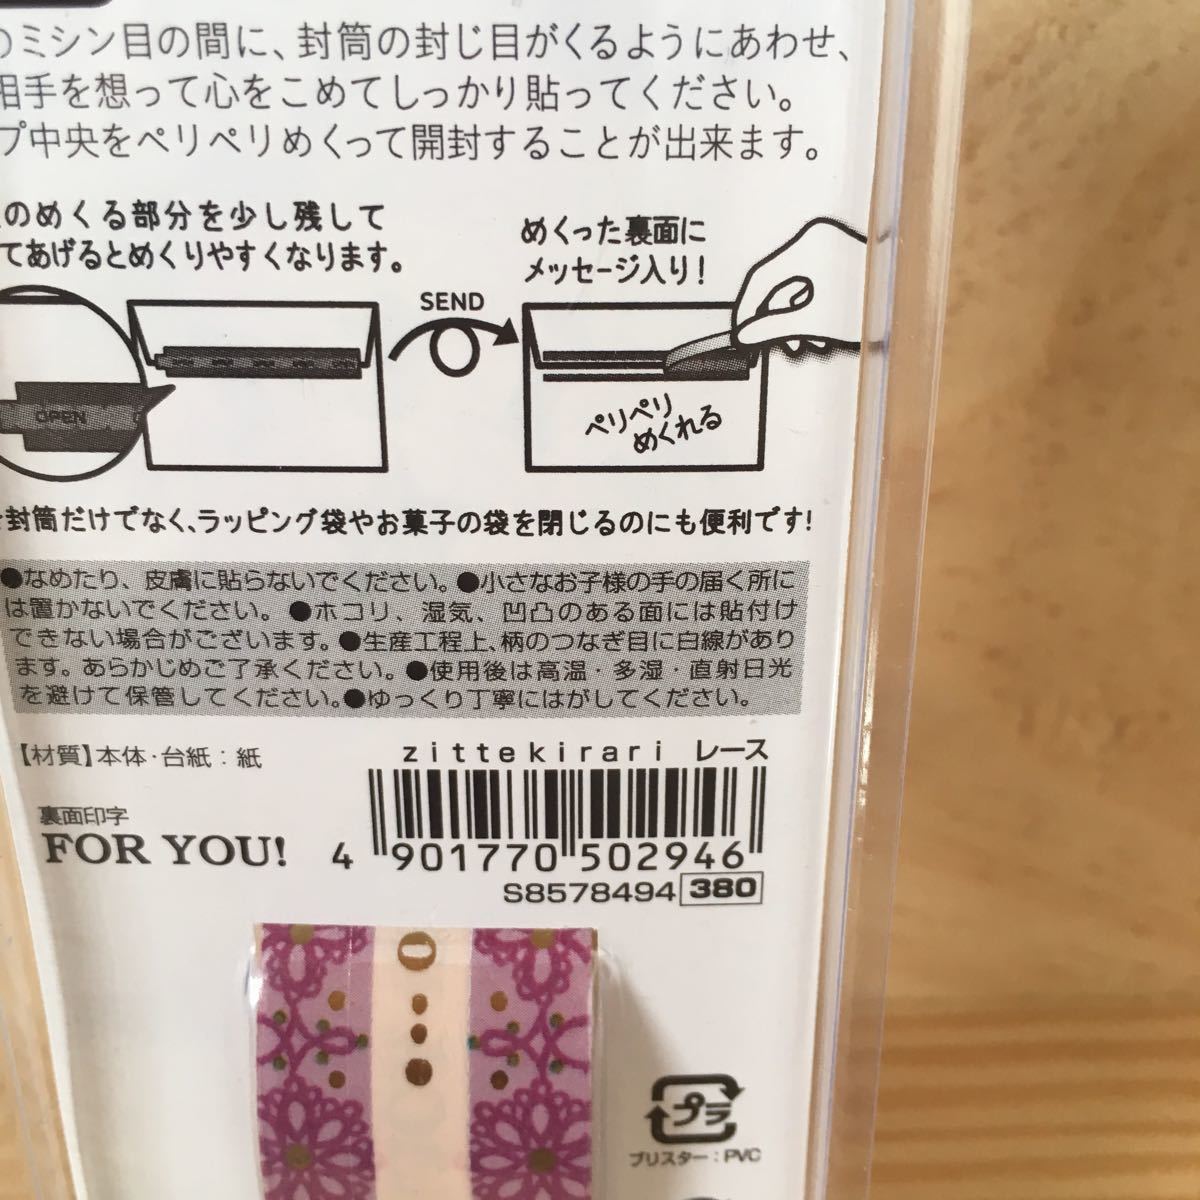 のミシン目の間に、封筒の封じ目がくるようにあわせ、
相手を想って心をこめてしっかり貼ってください。
プ中央をペリペリめくって開封することが出来ます。
のめくる部分を少し残して
てあげるとめくりやすくなります。
めくった裏面に
メッセージ入り!
SEND
OPEN
ペリペリ
めくれる
封筒だけでなく、ラッピング袋やお菓子の袋を閉じるのにも便利です!
●なめたり、皮膚に貼らないでください。●小さなお子様の手の届く所に
は置かないでください。●ホコリ、湿気、凹凸のある面には貼付け
できない場合がございます。●生産工程上、柄のつなぎ目に白線があり
ます。あらかじめご了承ください。●使用後は高温・多湿・直射日光
を避けて保管してください。●ゆっくり丁寧にはがしてください。
【材質】本体・台紙:紙
zittekirari レース
裏面印字
FOR YOU!
4 901770 502946
S8578494 380
プラ
ブリスター:PVC